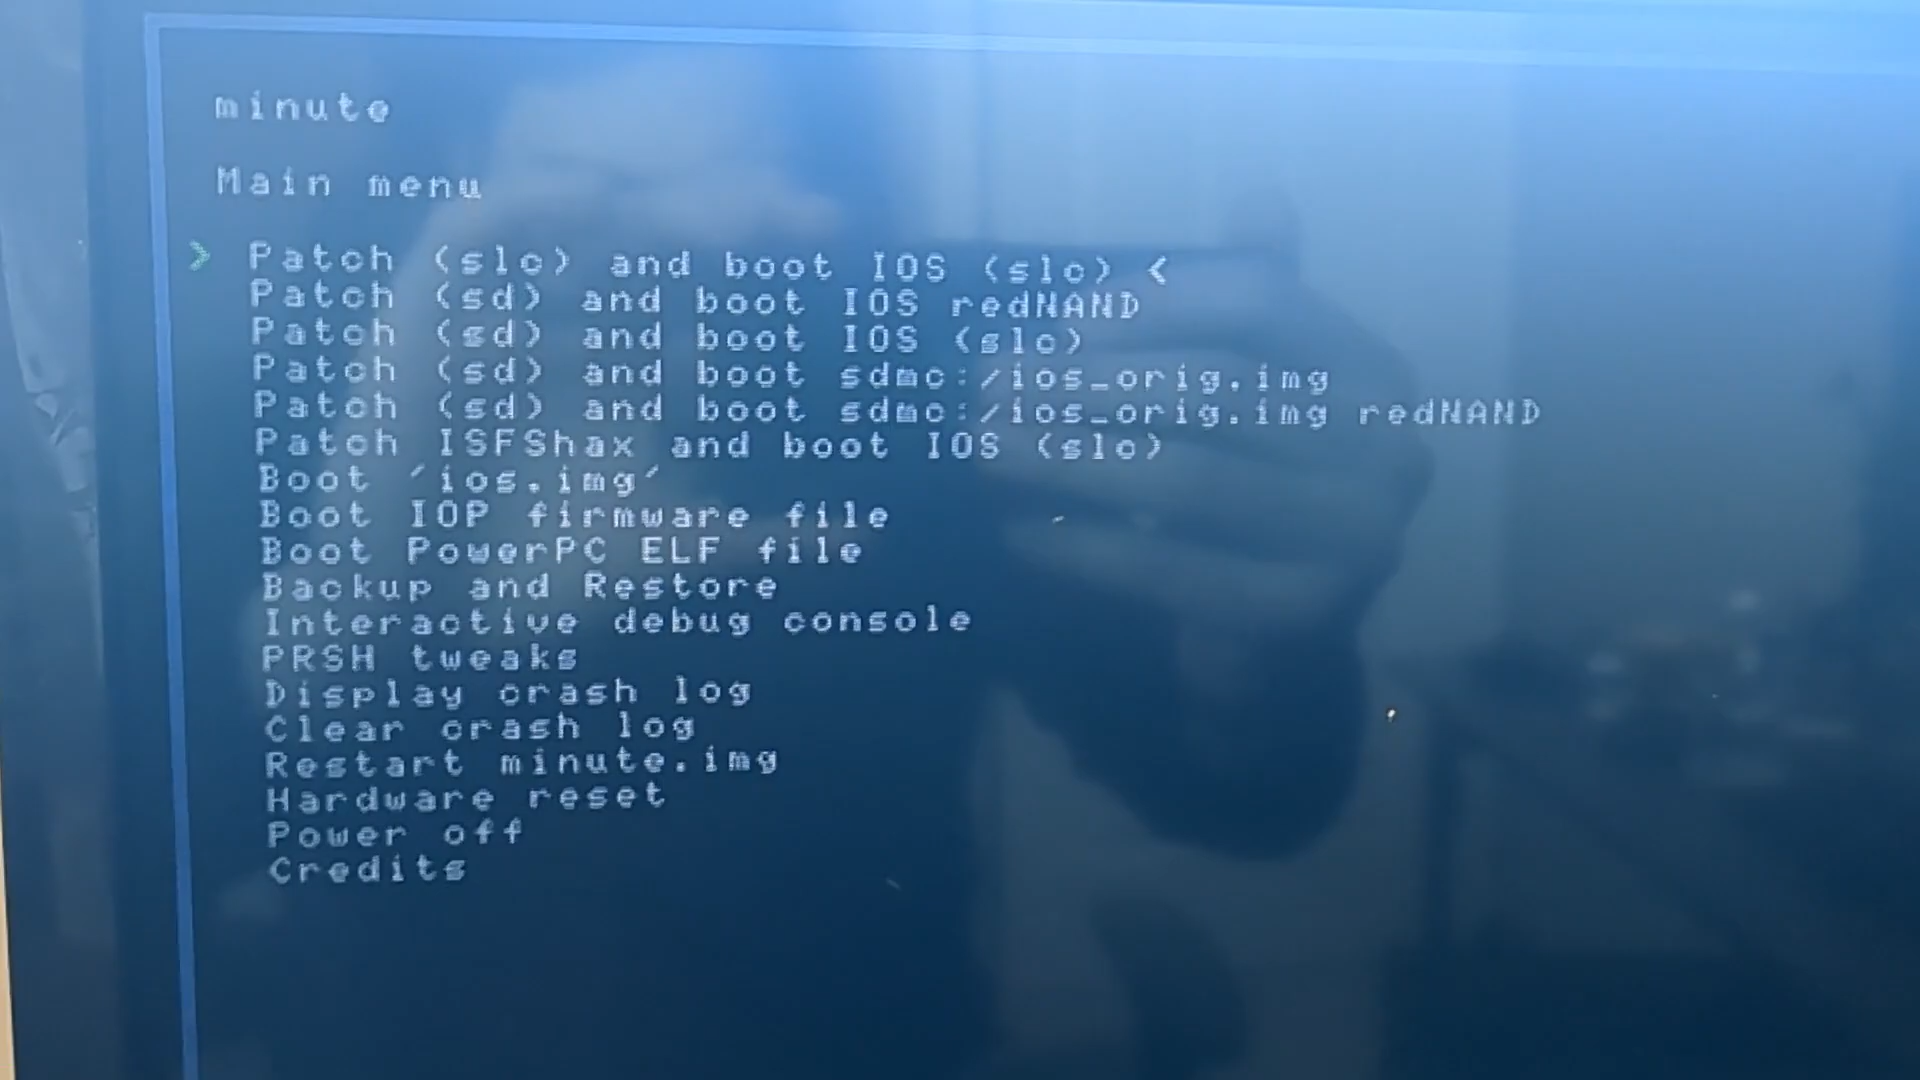 minute
Main menu
> Patch (slc) and boot IOS (slc) <
Patch (sd) and boot IOS redNAND
Patch (sd) and boot IOS (slc)
Patch (sd) and boot sdmc:/ios_orig.img
Patch (sd) and boot sdmc:/ios_orig.img redNAND
Patch ISFShax and boot IOS (slc)
Boot 'ios.img'
Boot IOP firmware file
Boot PowerPC ELF file
Backup and Restore
Interactive debug console
PRSH tweaks
Display crash log
Clear crash log
Restart minute.img
Hardware reset
Power off
Credits